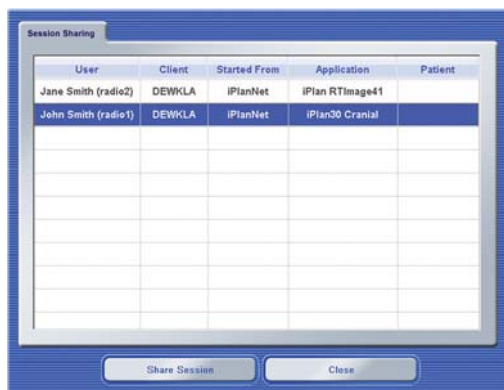 Session Sharing
User Client Started From Application Patient
Jane Smith (radio2) DEWKLA iPlanNet iPlan RTImage41
John Smith (radio1) DEWKLA iPlanNet iPlan30 Cranial
Share Session Close